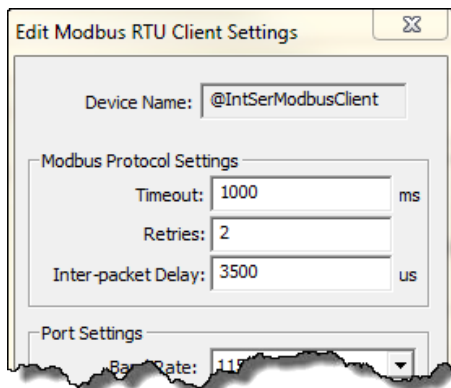 Edit Modbus RTU Client Settings
Device Name: @IntSerModbusClient
Modbus Protocol Settings
Timeout: 1000 ms
Retries: 2
Inter-packet Delay: 3500 us
Port Settings
Rate: